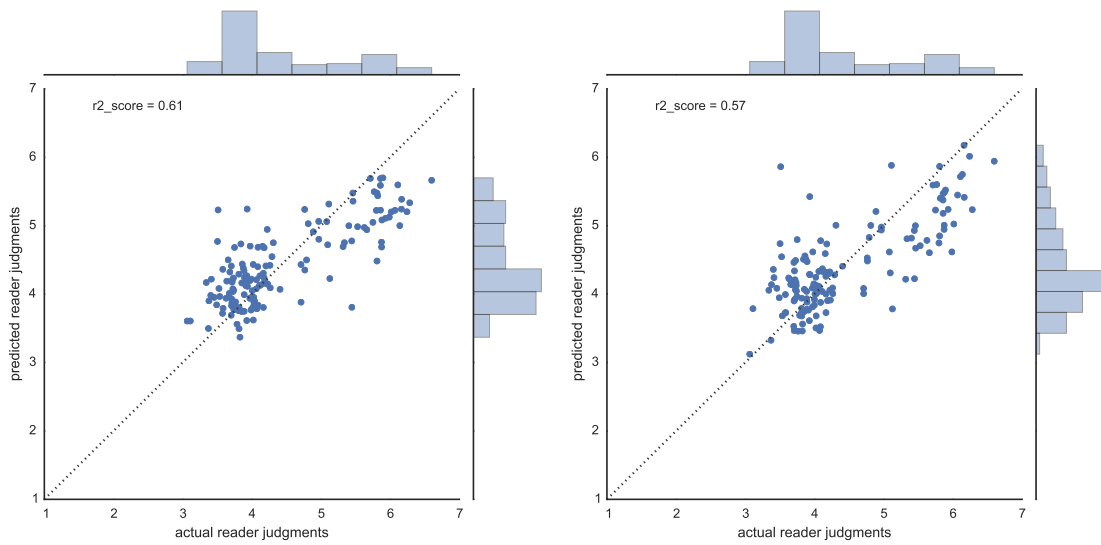 7
r2_score = 0.61
6
5
4
3
2
1
predicted reader judgments
1 2 3 4 5 6 7
actual reader judgments
7
r2_score = 0.57
6
5
4
3
2
1
predicted reader judgments
1 2 3 4 5 6 7
actual reader judgments